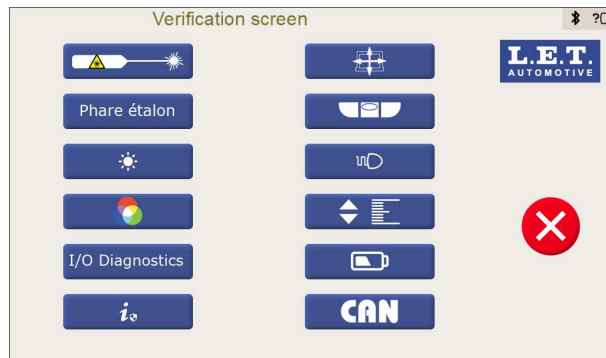 Verification screen
?
L.E.T.
AUTOMOTIVE
Phare étalon
I/O Diagnostics
i
CAN